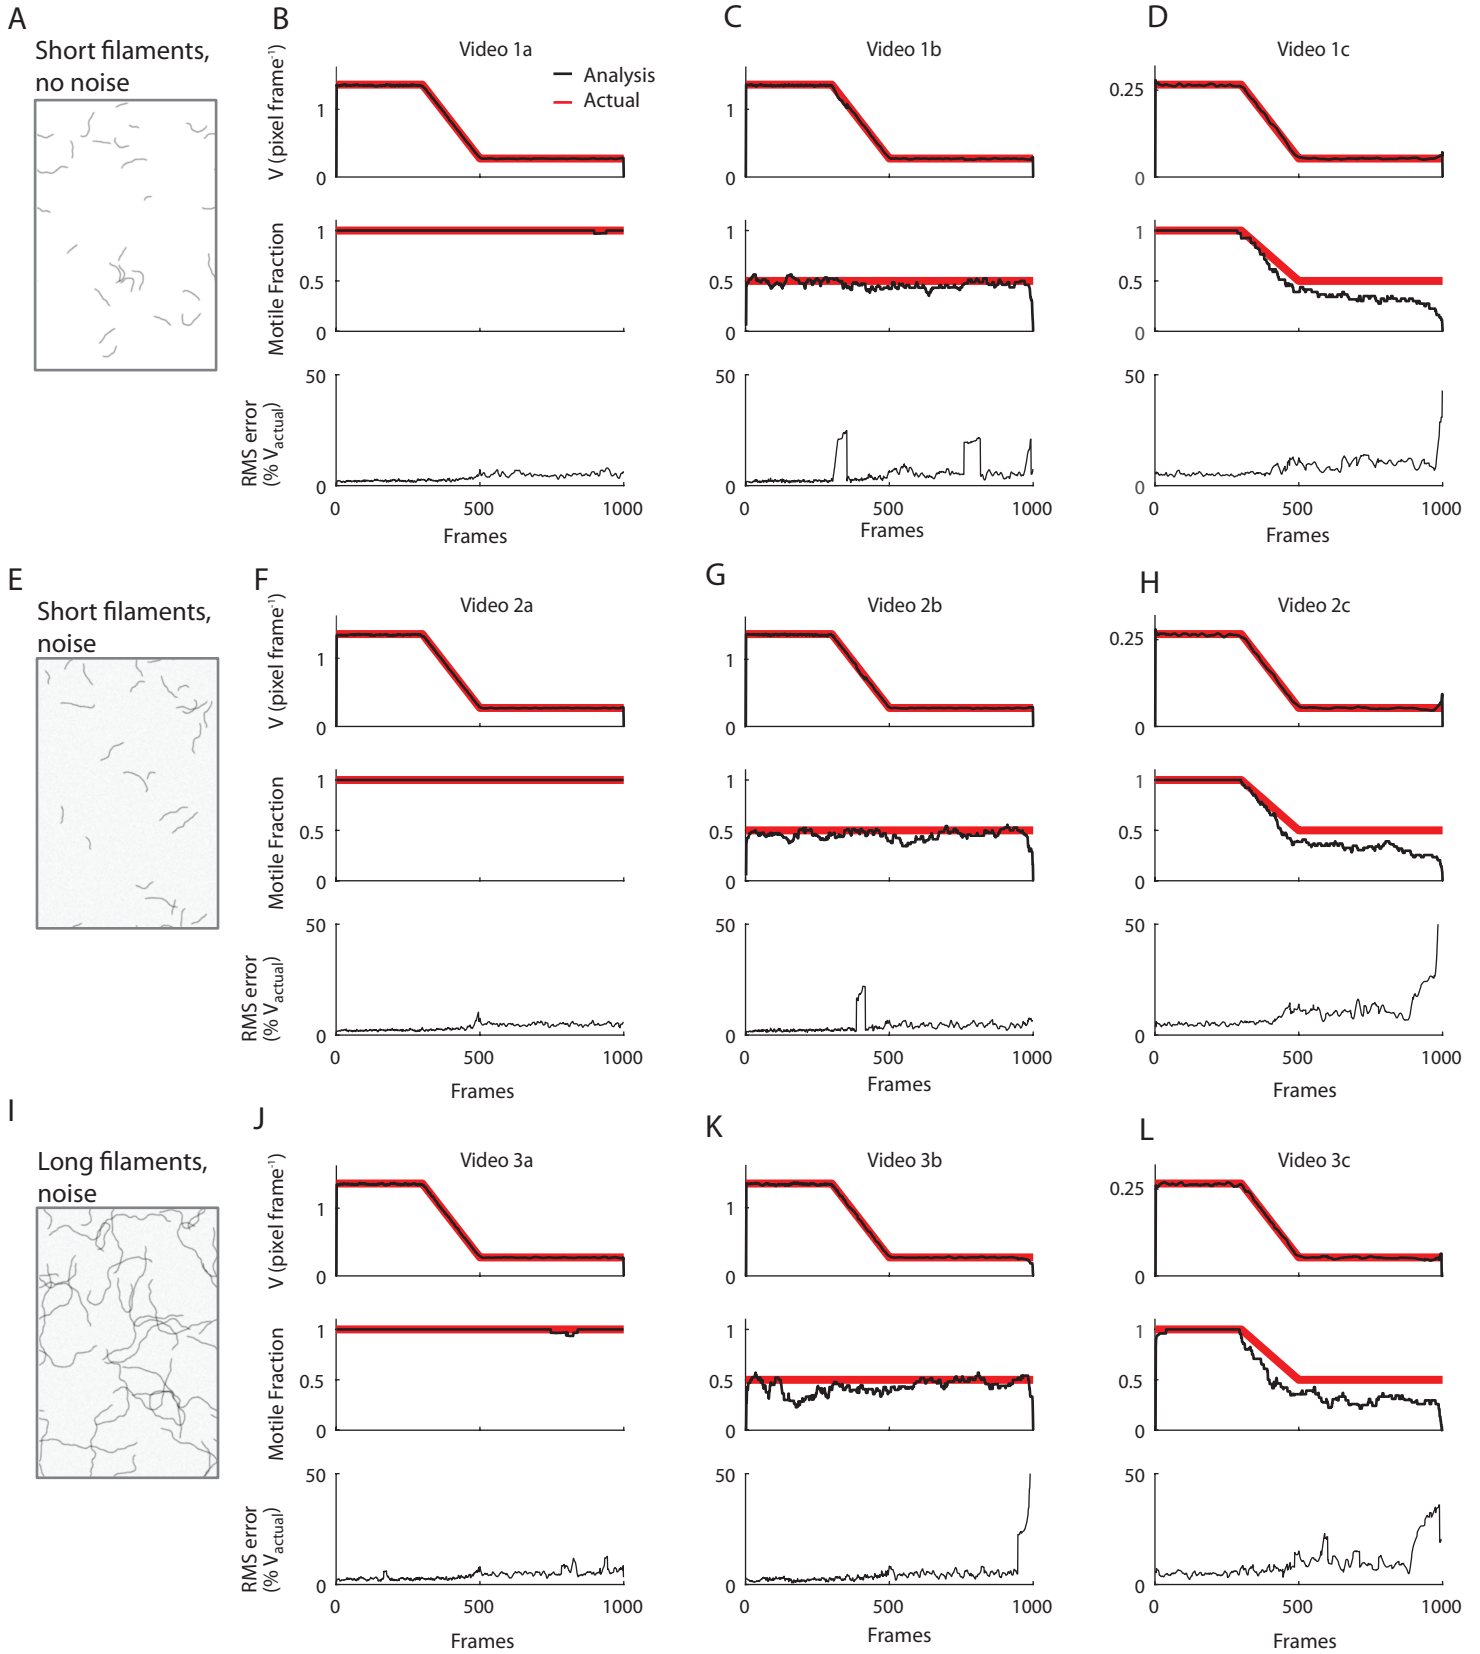 A
Short filaments,
no noise
B
Video 1a
Analysis
Actual
V (pixel frame⁻¹)
1
0
Motile Fraction
1
0.5
0
RMS error
(% Vactual)
50
0
0
500
1000
Frames
C
Video 1b
1
0
1
0.5
0
50
0
0
500
1000
Frames
D
Video 1c
0.25
0
1
0.5
0
50
0
0
500
1000
Frames
E
Short filaments,
noise
F
Video 2a
V (pixel frame⁻¹)
1
0
Motile Fraction
1
0.5
0
RMS error
(% Vactual)
50
0
0
500
1000
Frames
G
Video 2b
1
0
1
0.5
0
50
0
0
500
1000
Frames
H
Video 2c
0.25
0
1
0.5
0
50
0
0
500
1000
Frames
I
Long filaments,
noise
J
Video 3a
V (pixel frame⁻¹)
1
0
Motile Fraction
1
0.5
0
RMS error
(% Vactual)
50
0
0
500
1000
Frames
K
Video 3b
1
0
1
0.5
0
50
0
0
500
1000
Frames
L
Video 3c
0.25
0
1
0.5
0
50
0
0
500
1000
Frames